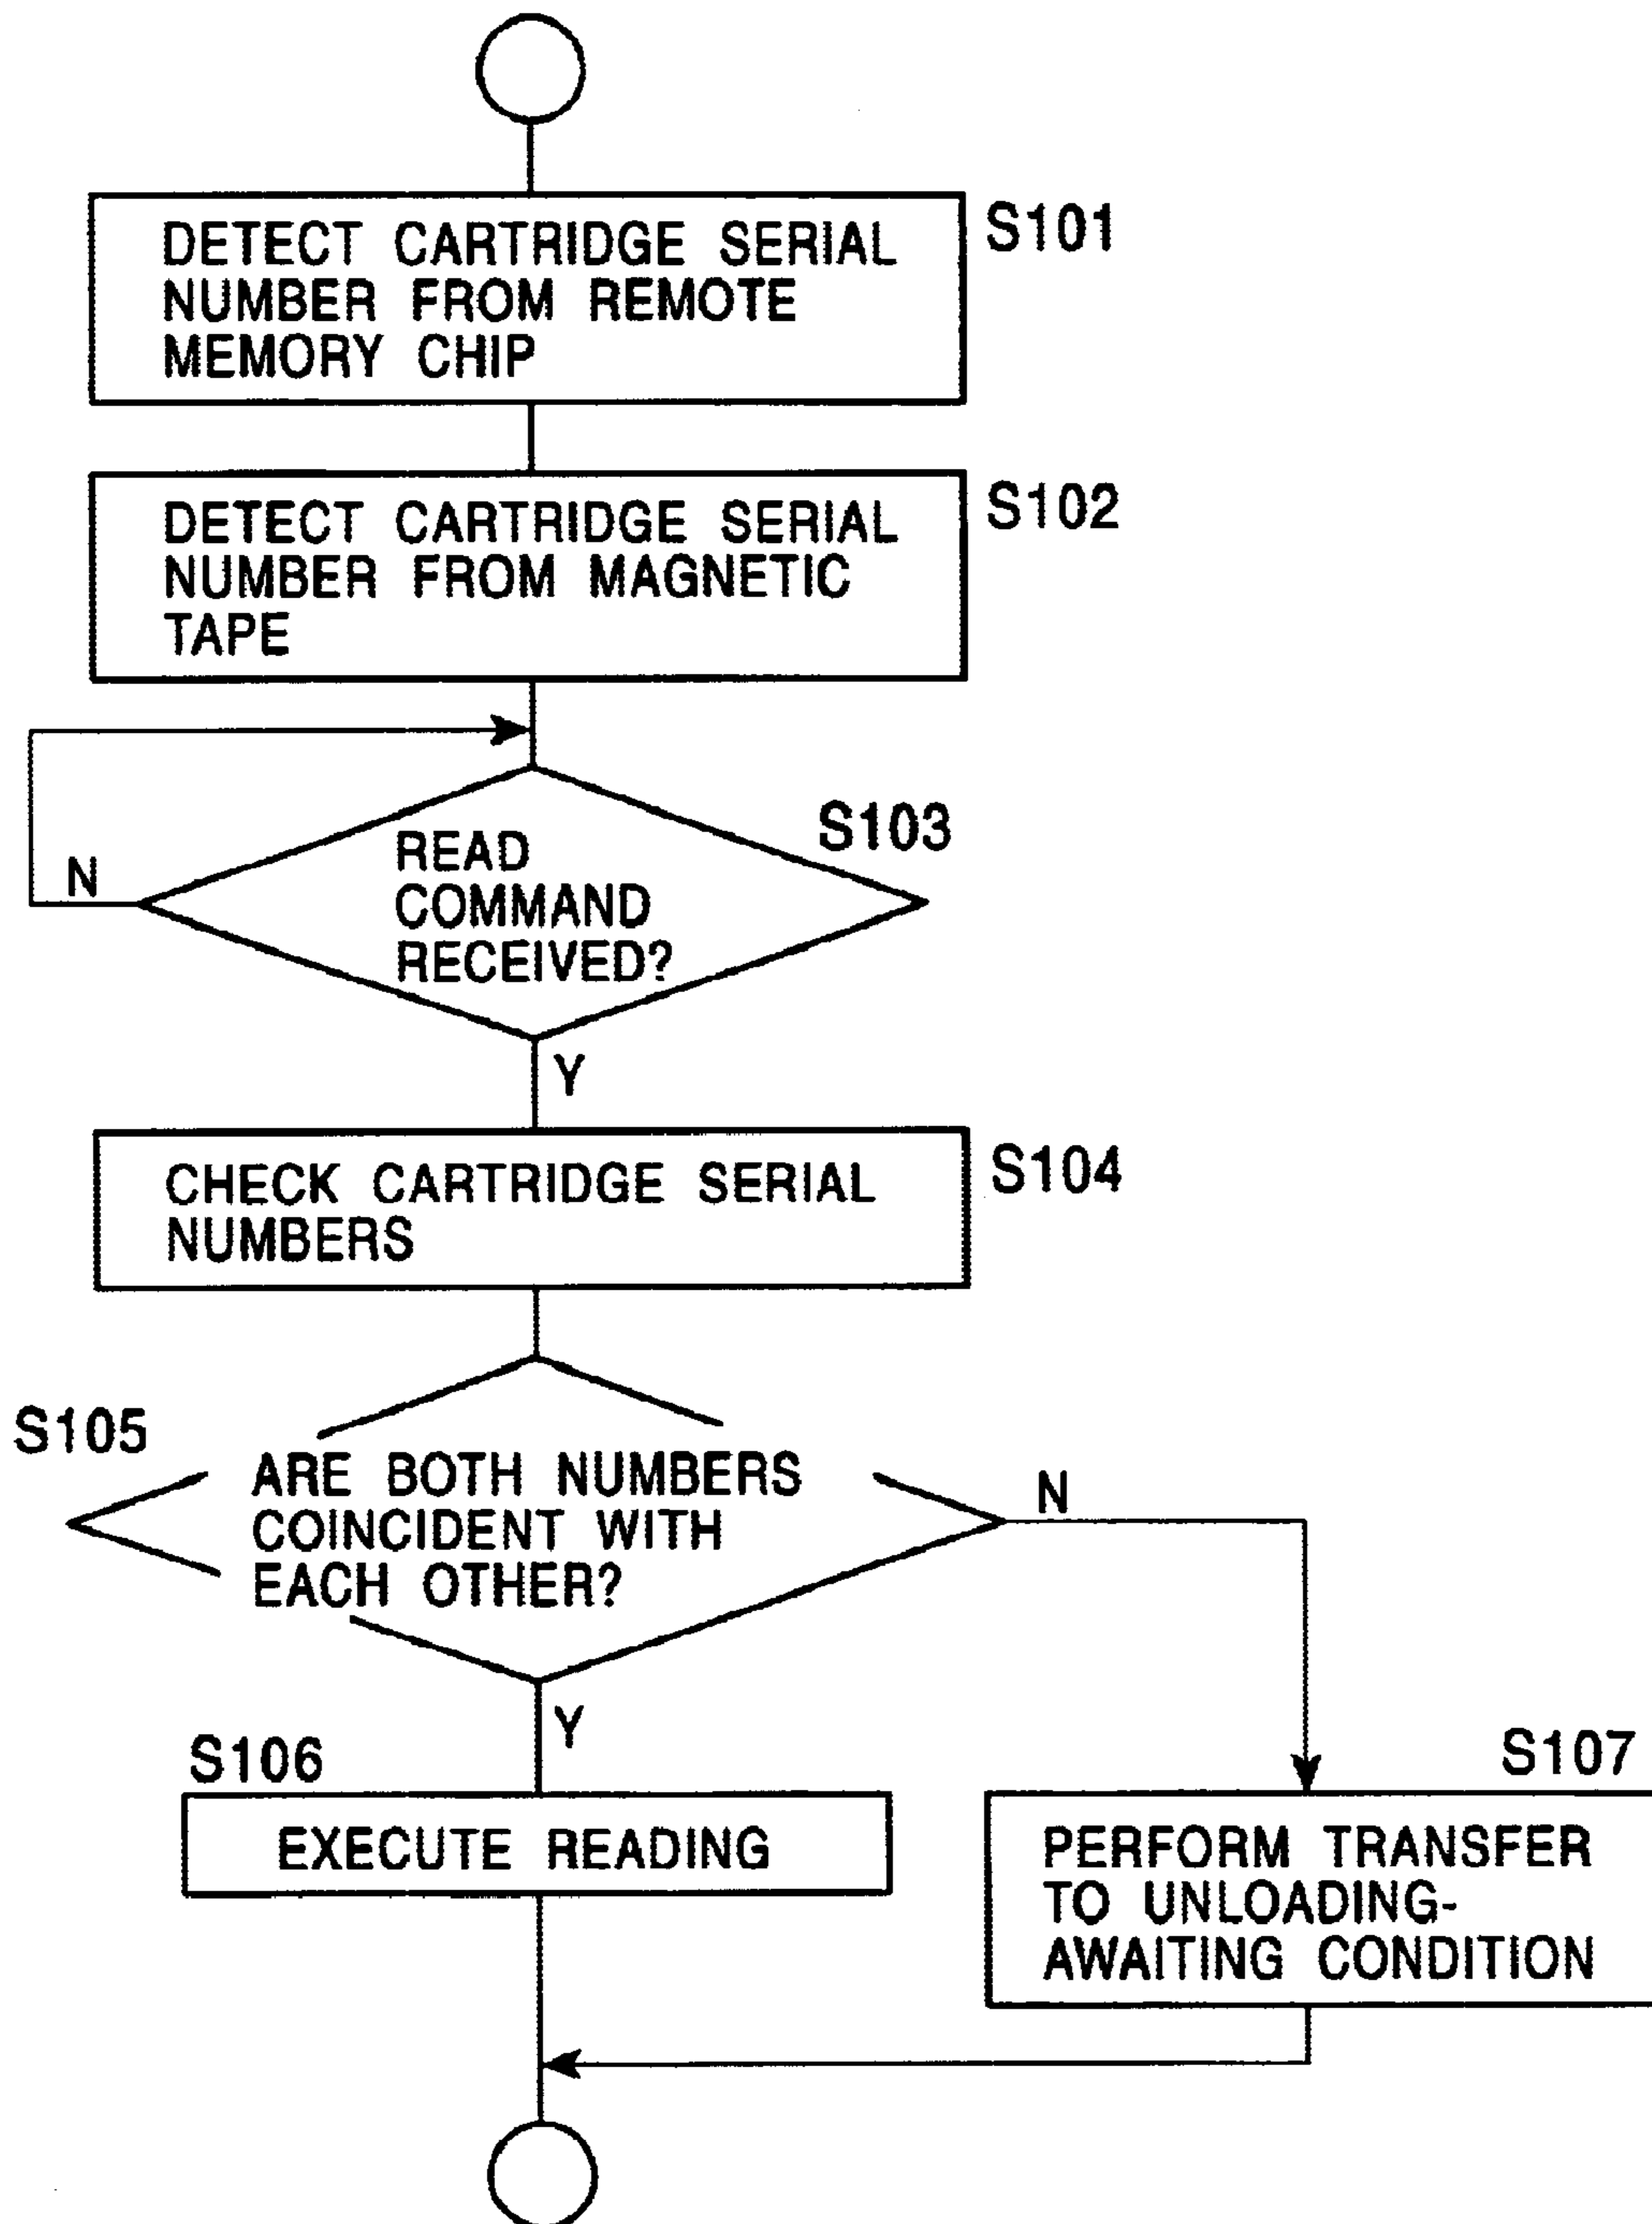 DETECT CARTRIDGE SERIAL
NUMBER FROM REMOTE
MEMORY CHIP
S101
DETECT CARTRIDGE SERIAL
NUMBER FROM MAGNETIC
TAPE
S102
S103
READ
COMMAND
RECEIVED?
N
Y
CHECK CARTRIDGE SERIAL
NUMBERS
S104
S105
ARE BOTH NUMBERS
COINCIDENT WITH
EACH OTHER?
N
Y
S106
EXECUTE READING
S107
PERFORM TRANSFER
TO UNLOADING-
AWAITING CONDITION